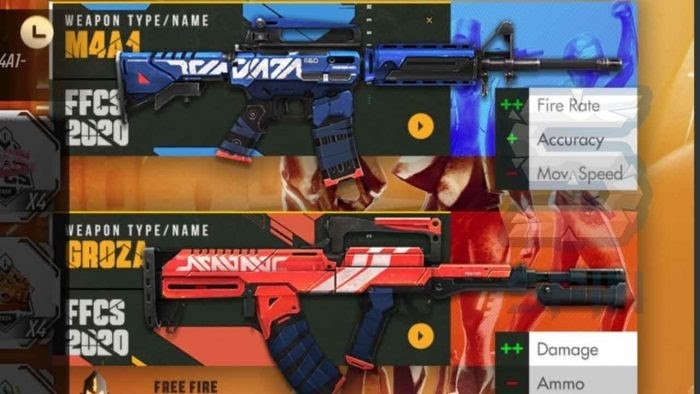 WEAPON TYPE/NAME
M4A1
4A1-
FFCS
2020
++ Fire Rate
+ Accuracy
- Mov. Speed
X4
WEAPON TYPE/NAME
GROZA
FFCS
2020
X4
++ Damage
- Ammo
FREE FIRE